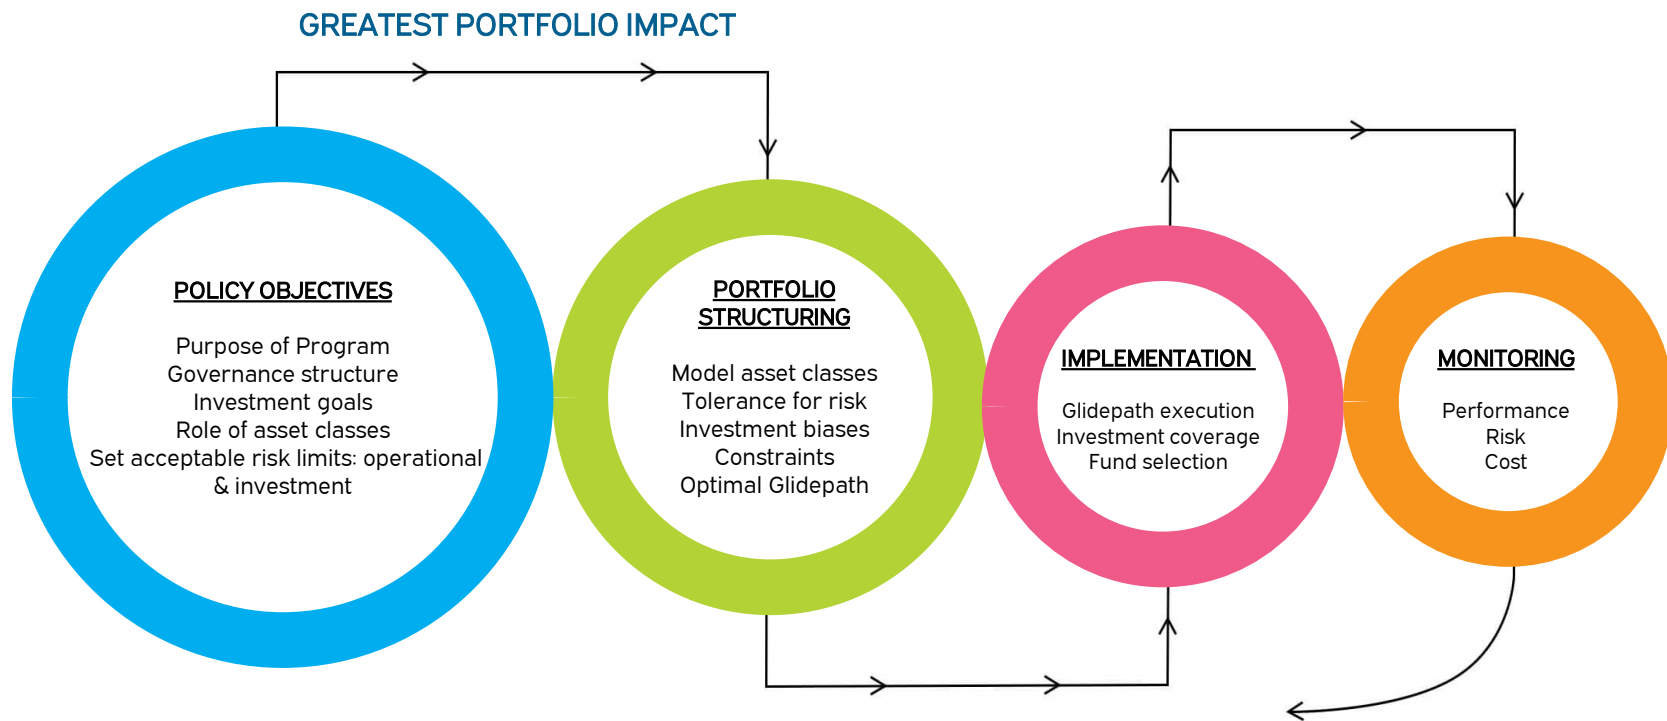 GREATEST PORTFOLIO IMPACT
POLICY OBJECTIVES
Purpose of Program
Governance structure
Investment goals
Role of asset classes
Set acceptable risk limits: operational
& investment
PORTFOLIO
STRUCTURING
Model asset classes
Tolerance for risk
Investment biases
Constraints
Optimal Glidepath
IMPLEMENTATION
Glidepath execution
Investment coverage
Fund selection
MONITORING
Performance
Risk
Cost